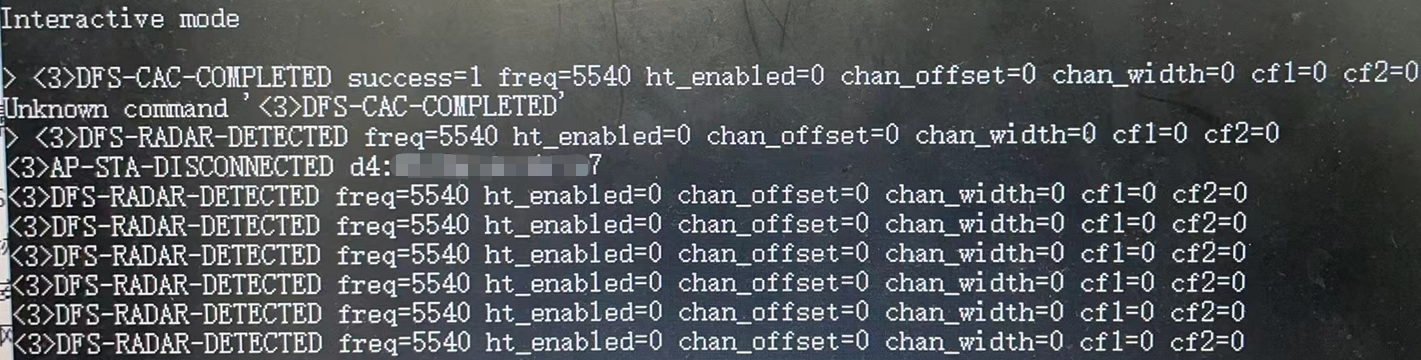 Interactive mode
> <3>DFS-CAC-COMPLETED success=1 freq=5540 ht_enabled=0 chan_offset=0 chan_width=0 cf1=0 cf2=0
Unknown command '<3>DFS-CAC-COMPLETED'
> <3>DFS-RADAR-DETECTED freq=5540 ht_enabled=0 chan_offset=0 chan_width=0 cf1=0 cf2=0
<3>AP-STA-DISCONNECTED d4: 7
<3>DFS-RADAR-DETECTED freq=5540 ht_enabled=0 chan_offset=0 chan_width=0 cf1=0 cf2=0
<3>DFS-RADAR-DETECTED freq=5540 ht_enabled=0 chan_offset=0 chan_width=0 cf1=0 cf2=0
<3>DFS-RADAR-DETECTED freq=5540 ht_enabled=0 chan_offset=0 chan_width=0 cf1=0 cf2=0
<3>DFS-RADAR-DETECTED freq=5540 ht_enabled=0 chan_offset=0 chan_width=0 cf1=0 cf2=0
<3>DFS-RADAR-DETECTED freq=5540 ht_enabled=0 chan_offset=0 chan_width=0 cf1=0 cf2=0
<3>DFS-RADAR-DETECTED freq=5540 ht_enabled=0 chan_offset=0 chan_width=0 cf1=0 cf2=0